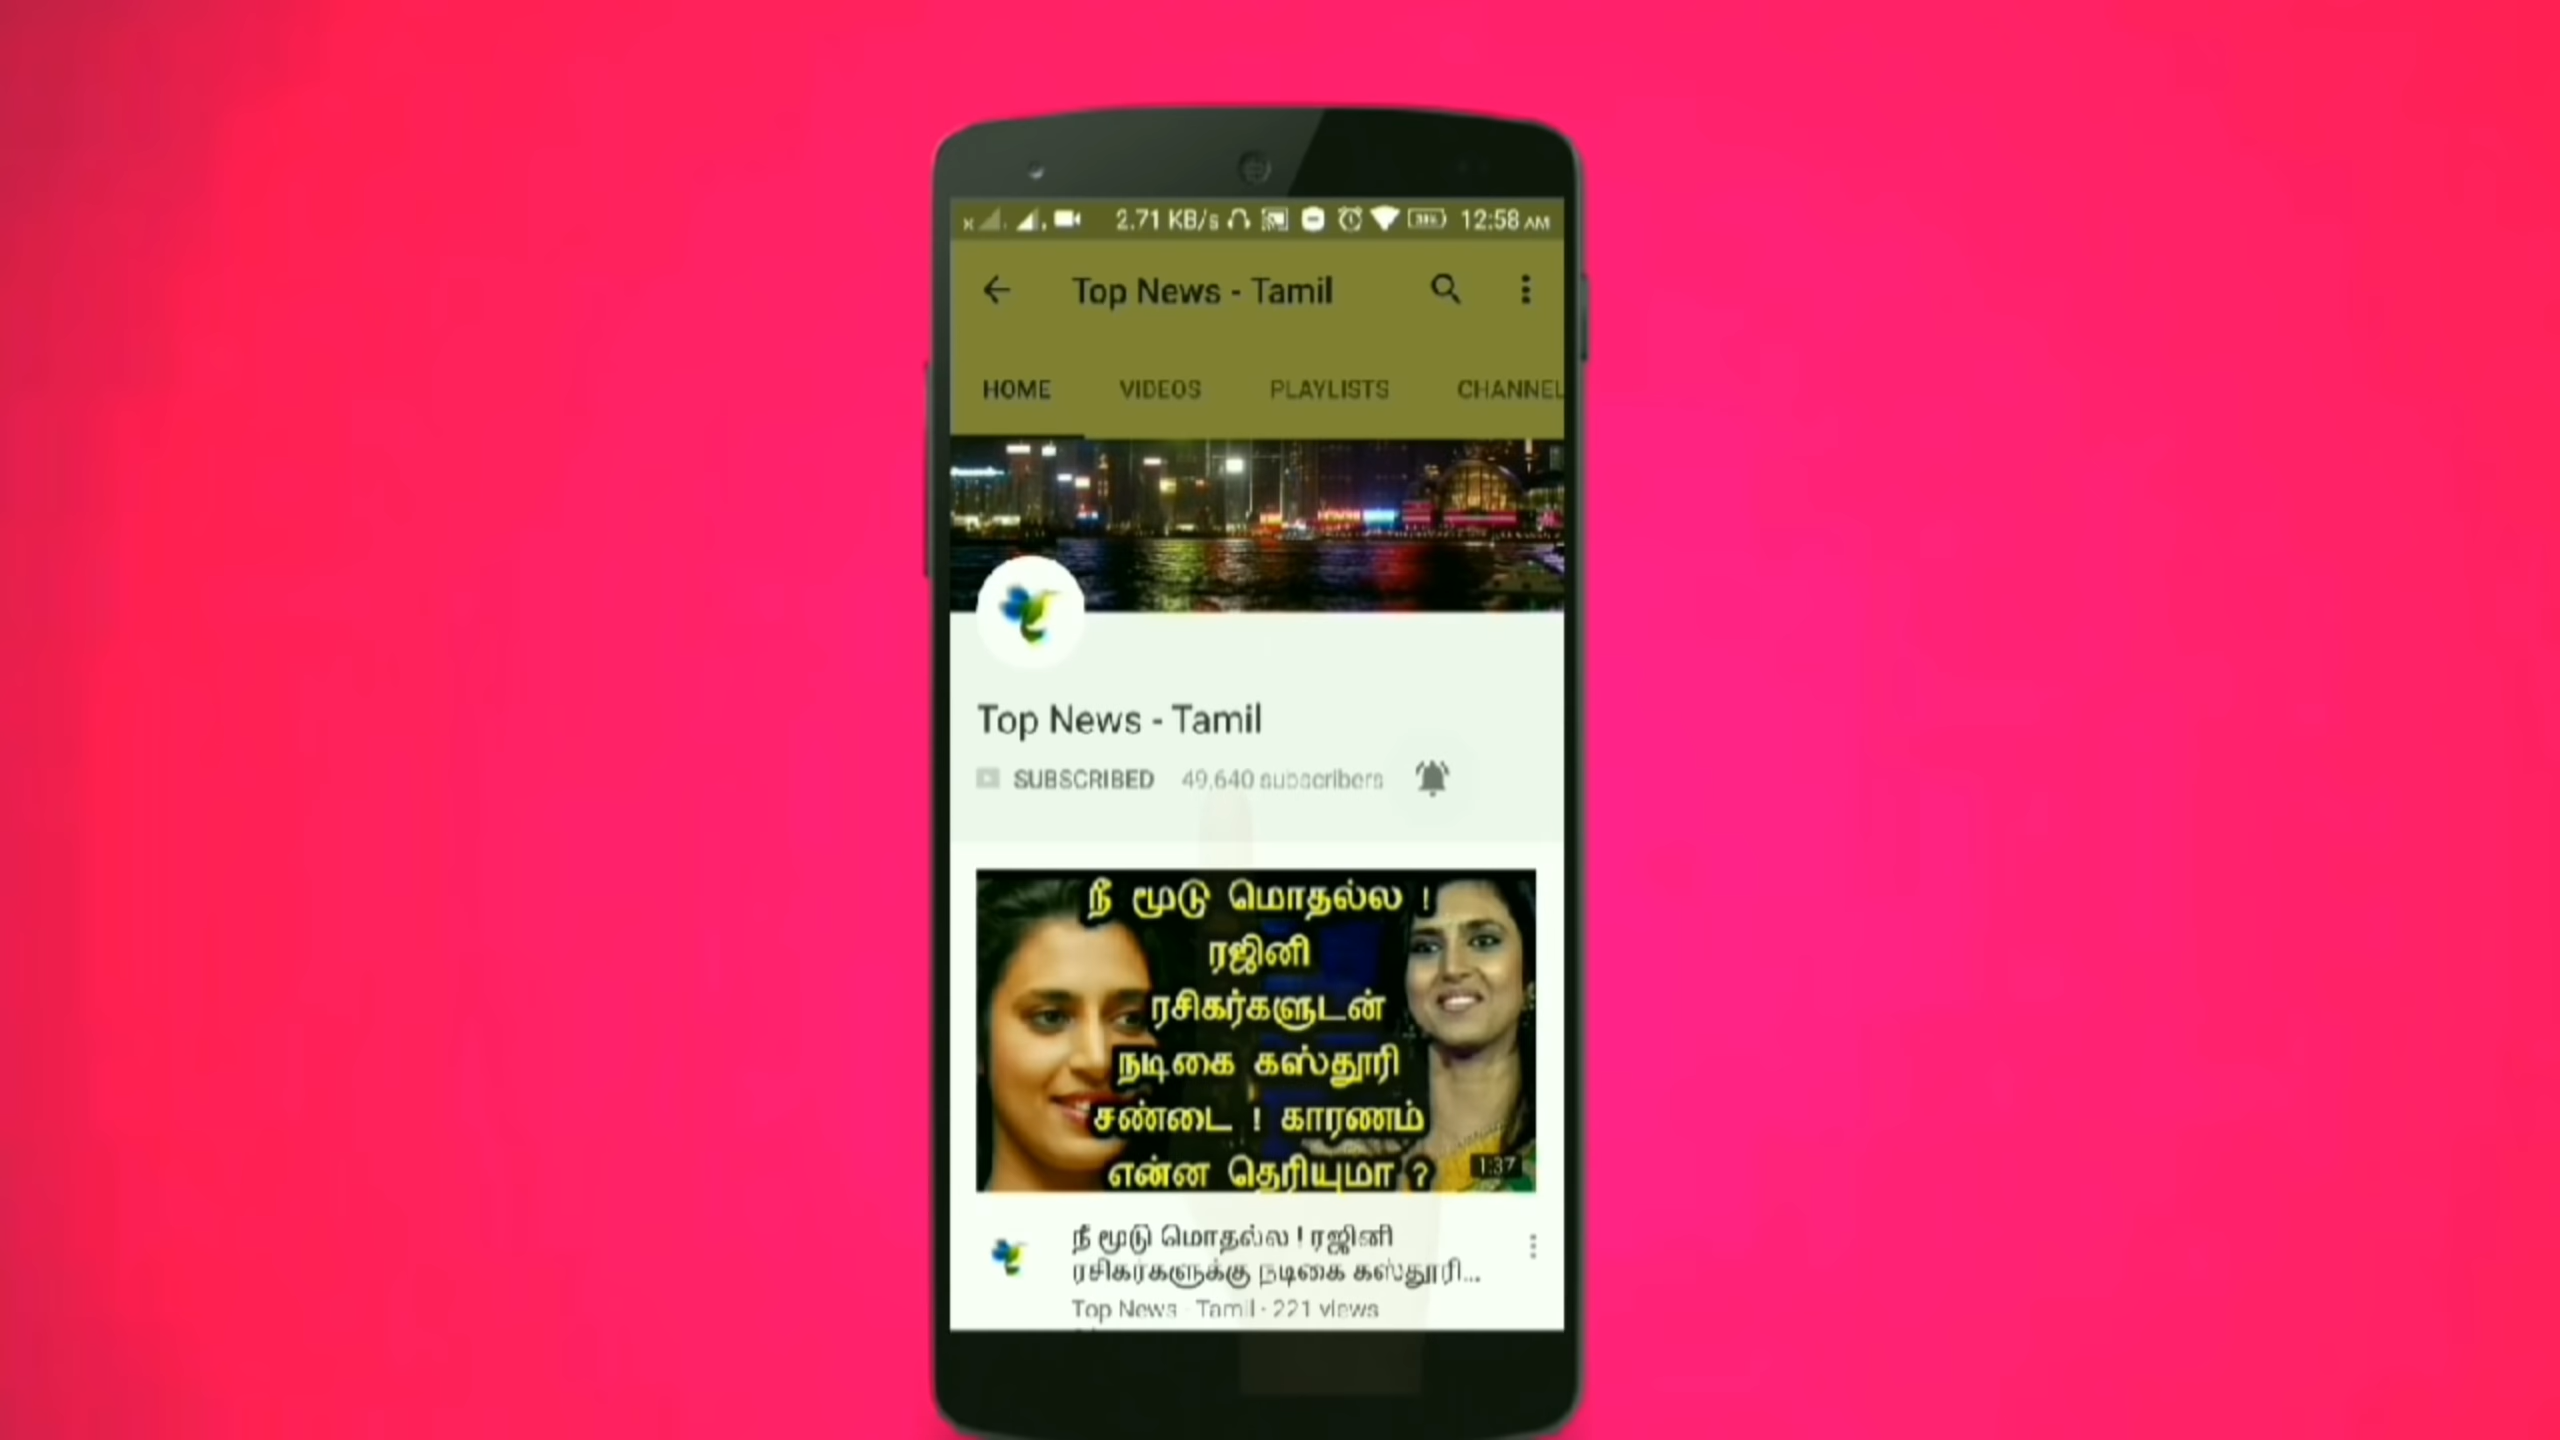 2.71 KB/s 12:58 AM
Top News - Tamil
HOME VIDEOS PLAYLISTS CHANNEL
Top News - Tamil
SUBSCRIBED 49,640 subscribers
நீ மூடு மொதல்ல !
ரஜினி
ரசிகர்களுடன்
நடிகை கஸ்தூரி
சண்டை ! காரணம்
என்ன தெரியுமா ?
1:37
நீ மூடு மொதல்ல ! ரஜினி
ரசிகர்களுக்கு நடிகை கஸ்தூரி...
Top News - Tamil · 221 views